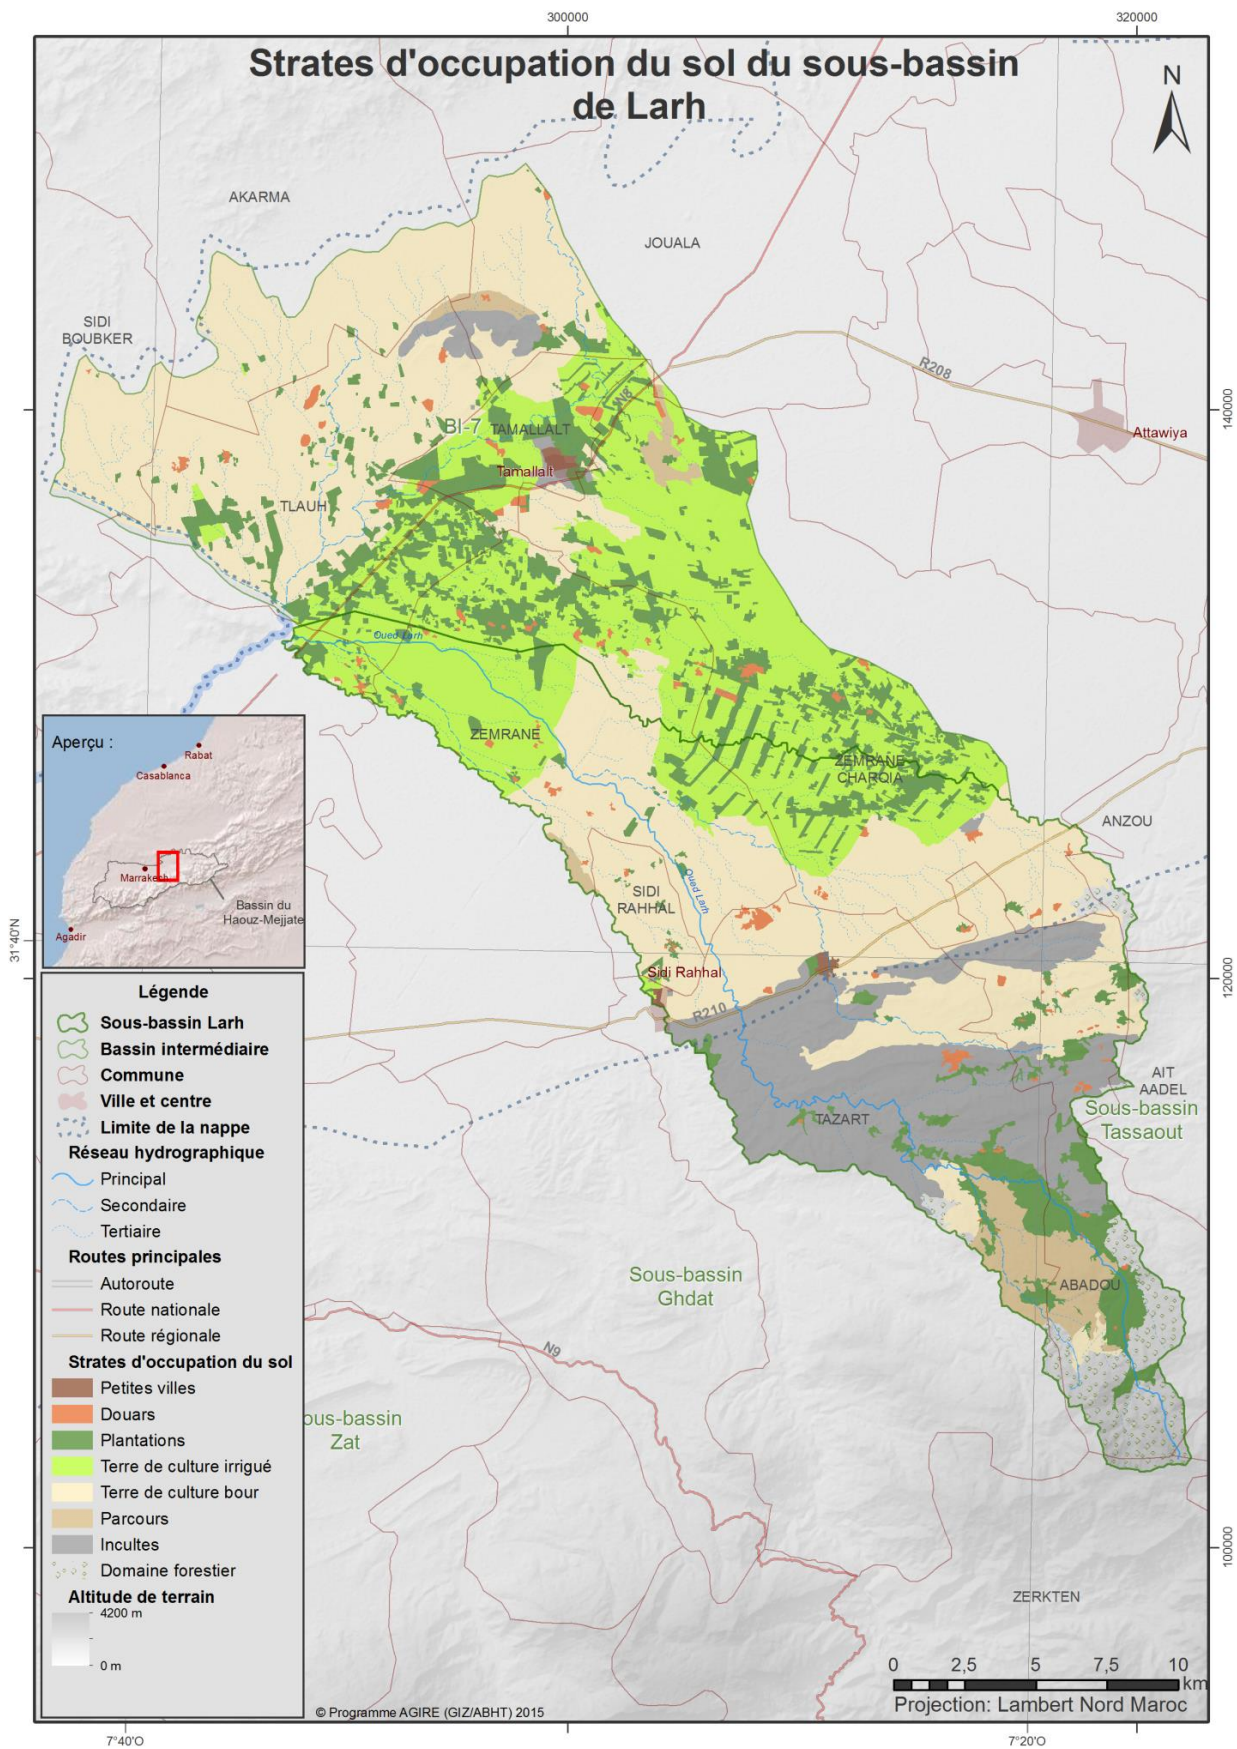 300000
320000
Strates d'occupation du sol du sous-bassin
de Larh
N
AKARMA
JOUALA
SIDI
BOUBKER
R208
140000
N8
BI-7
TAMALLALT
Attawiya
Tamallalt
TLAUH
Oued Larh
ZEMRANE
ZEMRANE
CHARQIA
ANZOU
SIDI
RAHHAL
Oued Larh
Sidi Rahhal
R210
31°40'N
120000
TAZART
AIT
AADEL
Sous-bassin
Tassaout
Sous-bassin
Ghdat
ABADOU
N9
ous-bassin
Zat
100000
ZERKTEN
Aperçu :
Rabat
Casablanca
Marrakech
Bassin du
Haouz-Mejjate
Agadir
Légende
Sous-bassin Larh
Bassin intermédiaire
Commune
Ville et centre
Limite de la nappe
Réseau hydrographique
Principal
Secondaire
Tertiaire
Routes principales
Autoroute
Route nationale
Route régionale
Strates d'occupation du sol
Petites villes
Douars
Plantations
Terre de culture irrigué
Terre de culture bour
Parcours
Incultes
Domaine forestier
Altitude de terrain
4200 m
0 m
0 2,5 5 7,5 10
km
Projection: Lambert Nord Maroc
© Programme AGIRE (GIZ/ABHT) 2015
7°40'O
7°20'O